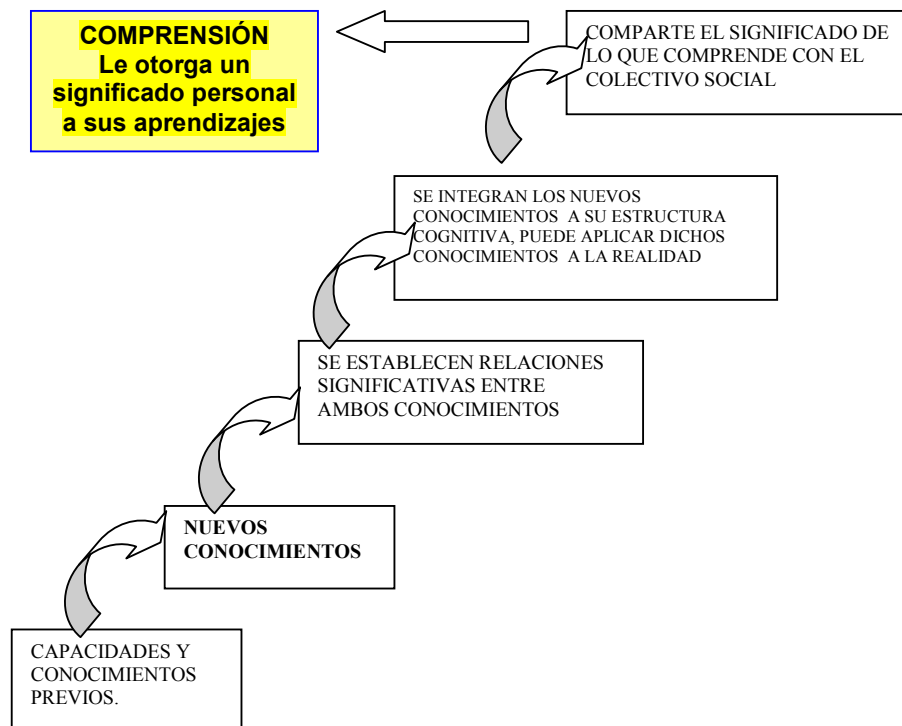 COMPRENSIÓN
Le otorga un
significado personal
a sus aprendizajes
COMPARTE EL SIGNIFICADO DE
LO QUE COMPRENDE CON EL
COLECTIVO SOCIAL
SE INTEGRAN LOS NUEVOS
CONOCIMIENTOS A SU ESTRUCTURA
COGNITIVA, PUEDE APLICAR DICHOS
CONOCIMIENTOS A LA REALIDAD
SE ESTABLECEN RELACIONES
SIGNIFICATIVAS ENTRE
AMBOS CONOCIMIENTOS
NUEVOS
CONOCIMIENTOS
CAPACIDADES Y
CONOCIMIENTOS
PREVIOS.